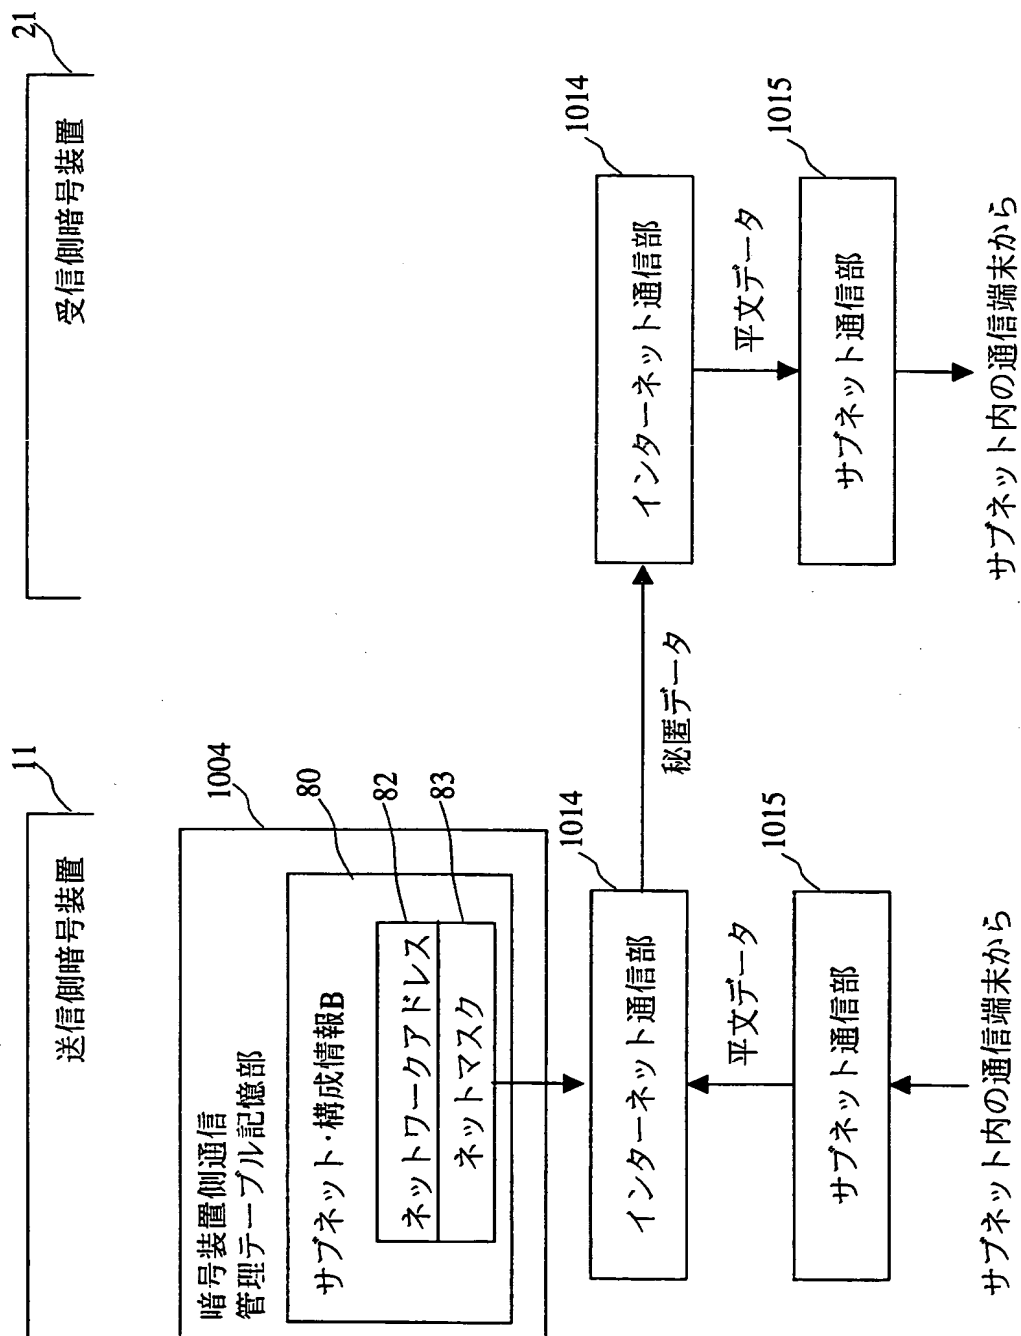 送信側暗号装置
11
暗号装置側通信
管理テーブル記憶部
1004
サブネット・構成情報B
80
ネットワークアドレス
82
ネットマスク
83
インターネット通信部
1014
平文データ
サブネット通信部
1015
サブネット内の通信端末から
秘匿データ
受信側暗号装置
21
インターネット通信部
1014
平文データ
サブネット通信部
1015
サブネット内の通信端末から